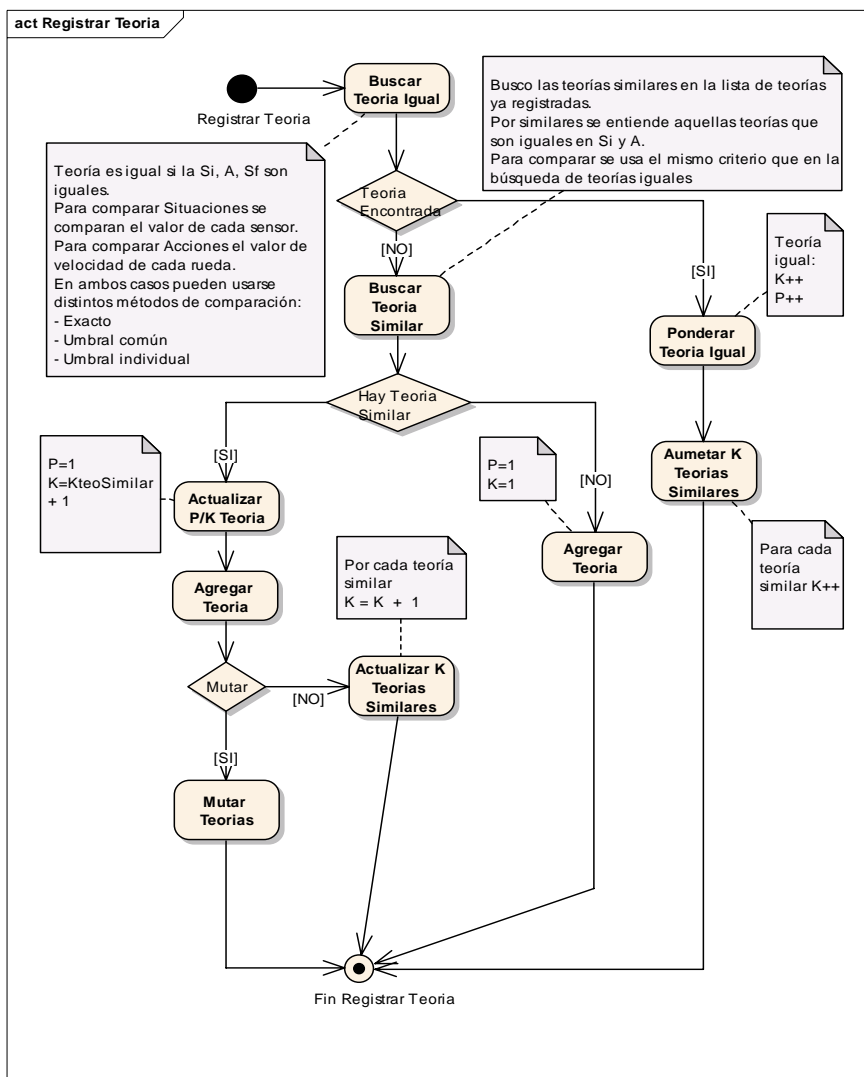 act Registrar Teoria
Buscar
Teoria Igual
Registrar Teoria
Busco las teorías similares en la lista de teorías
ya registradas.
Por similares se entiende aquellas teorías que
son iguales en Si y A.
Para comparar se usa el mismo criterio que en la
búsqueda de teorías iguales
Teoría es igual si la Si, A, Sf son
iguales.
Para comparar Situaciones se
comparan el valor de cada sensor.
Para comparar Acciones el valor de
velocidad de cada rueda.
En ambos casos pueden usarse
distintos métodos de comparación:
- Exacto
- Umbral común
- Umbral individual
Teoria
Encontrada
[NO]
[SI]
Teoría
igual:
K++
P++
Buscar
Teoria
Similar
Ponderar
Teoria Igual
Hay Teoria
Similar
[SI]
[NO]
P=1
K=KteoSimilar
+ 1
P=1
K=1
Aumetar K
Teorias
Similares
Actualizar
P/K Teoria
Agregar
Teoria
Para cada
teoría
similar K++
Por cada teoría
similar
K = K + 1
Agregar
Teoria
Mutar
[NO]
Actualizar K
Teorias
Similares
[SI]
Mutar
Teorias
Fin Registrar Teoria